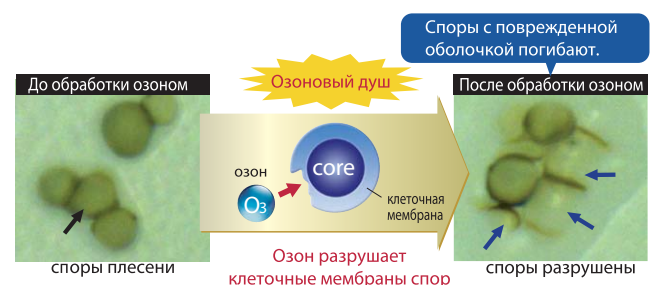 Споры с поврежденной
оболочкой погибают.
До обработки озоном
Озоновый душ
После обработки озоном
озон
O3
core
клеточная
мембрана
споры плесени
Озон разрушает
клеточные мембраны спор
споры разрушены